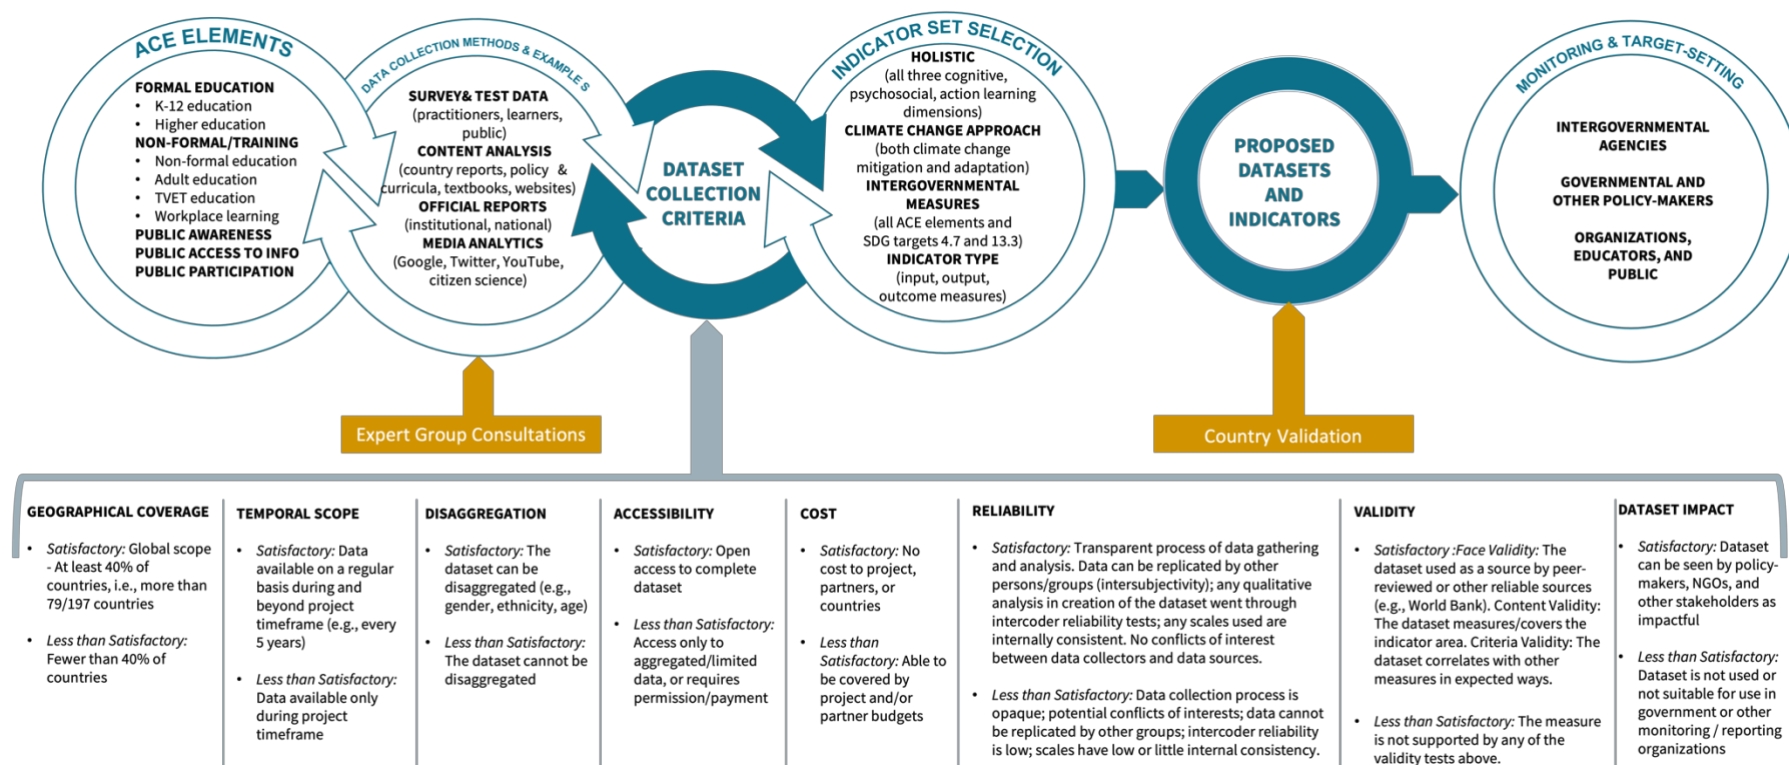 ACE ELEMENTS
FORMAL EDUCATION
• K-12 education
• Higher education
NON-FORMAL/TRAINING
• Non-formal education
• Adult education
• TVET education
• Workplace learning
PUBLIC AWARENESS
PUBLIC ACCESS TO INFO
PUBLIC PARTICIPATION
DATA COLLECTION METHODS & EXAMPLE S
SURVEY& TEST DATA
(practitioners, learners,
public)
CONTENT ANALYSIS
(country reports, policy &
curricula, textbooks, websites)
OFFICIAL REPORTS
(institutional, national)
MEDIA ANALYTICS
(Google, Twitter, YouTube,
citizen science)
DATASET
COLLECTION
CRITERIA
INDICATOR SET SELECTION
HOLISTIC
(all three cognitive,
psychosocial, action learning
dimensions)
CLIMATE CHANGE APPROACH
(both climate change
mitigation and adaptation)
INTERGOVERNMENTAL
MEASURES
(all ACE elements and
SDG targets 4.7 and 13.3)
INDICATOR TYPE
(input, output,
outcome measures)
PROPOSED
DATASETS
AND
INDICATORS
MONITORING & TARGET-SETTING
INTERGOVERNMENTAL
AGENCIES
GOVERNMENTAL AND
OTHER POLICY-MAKERS
ORGANIZATIONS,
EDUCATORS, AND
PUBLIC
Expert Group Consultations
Country Validation
GEOGRAPHICAL COVERAGE
• Satisfactory: Global scope
- At least 40% of
countries, i.e., more than
79/197 countries
• Less than Satisfactory:
Fewer than 40% of
countries
TEMPORAL SCOPE
• Satisfactory: Data
available on a regular
basis during and
beyond project
timeframe (e.g., every
5 years)
• Less than Satisfactory:
Data available only
during project
timeframe
DISAGGREGATION
• Satisfactory: The
dataset can be
disaggregated (e.g.,
gender, ethnicity, age)
• Less than Satisfactory:
The dataset cannot be
disaggregated
ACCESSIBILITY
• Satisfactory: Open
access to complete
dataset
• Less than Satisfactory:
Access only to
aggregated/limited
data, or requires
permission/payment
COST
• Satisfactory: No
cost to project,
partners, or
countries
• Less than
Satisfactory: Able to
be covered by
project and/or
partner budgets
RELIABILITY
• Satisfactory: Transparent process of data gathering
and analysis. Data can be replicated by other
persons/groups (intersubjectivity); any qualitative
analysis in creation of the dataset went through
intercoder reliability tests; any scales used are
internally consistent. No conflicts of interest
between data collectors and data sources.
• Less than Satisfactory: Data collection process is
opaque; potential conflicts of interests; data cannot
be replicated by other groups; intercoder reliability
is low; scales have low or little internal consistency.
VALIDITY
• Satisfactory :Face Validity: The
dataset used as a source by peer-
reviewed or other reliable sources
(e.g., World Bank). Content Validity:
The dataset measures/covers the
indicator area. Criteria Validity: The
dataset correlates with other
measures in expected ways.
• Less than Satisfactory: The measure
is not supported by any of the
validity tests above.
DATASET IMPACT
• Satisfactory: Dataset
can be seen by policy-
makers, NGOs, and
other stakeholders as
impactful
• Less than Satisfactory:
Dataset is not used or
not suitable for use in
government or other
monitoring / reporting
organizations